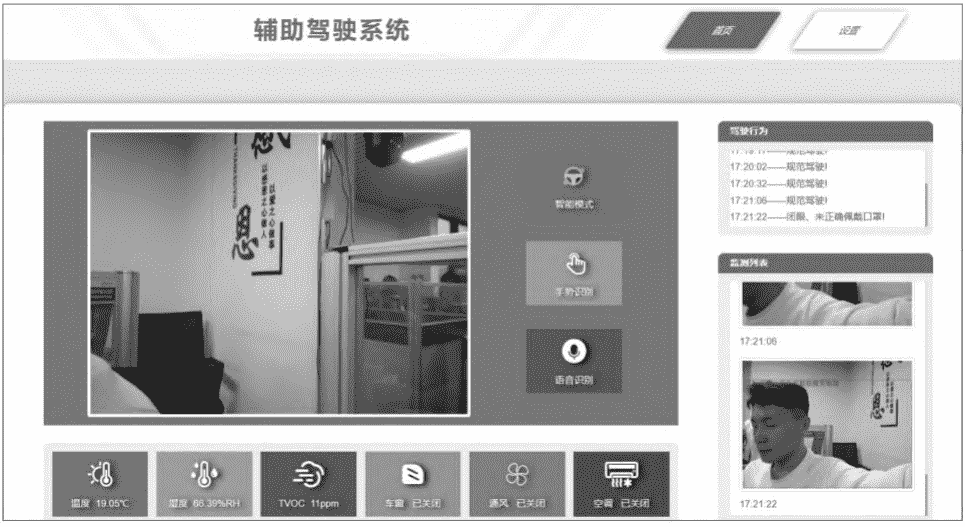 辅助驾驶系统
首页
设置
驾驶行为
17:20:02------规范驾驶!
17:20:32------规范驾驶!
17:21:06------规范驾驶!
17:21:22------闭眼、未正确佩戴口罩!
智能模式
手势识别
语音识别
监测列表
17:21:06
17:21:22
温度 19.05℃
湿度 66.39%RH
TVOC 11ppm
车窗 已关闭
通风 已关闭
空调 已关闭